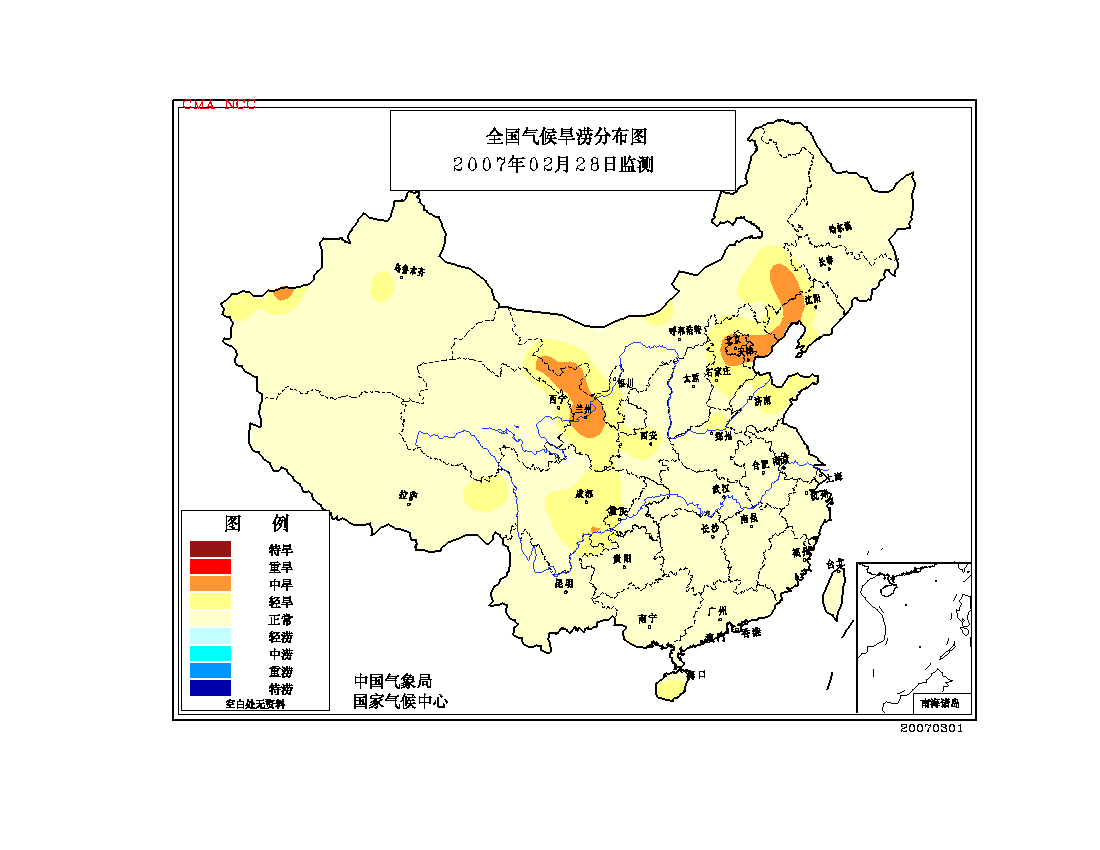 CMA NCC
全国气候旱涝分布图
2007年02月28日监测
哈尔滨
长春
乌鲁木齐
沈阳
呼和浩特
北京
天津
银川
太原
石家庄
西宁
济南
兰州
西安
郑州
合肥
南京
上海
拉萨
成都
武汉
杭州
重庆
南昌
长沙
福州
贵阳
台北
昆明
南宁
广州
澳门
香港
海口
图 例
特旱
重旱
中旱
轻旱
正常
轻涝
中涝
重涝
特涝
空白处无资料
中国气象局
国家气候中心
南海诸岛
20070301